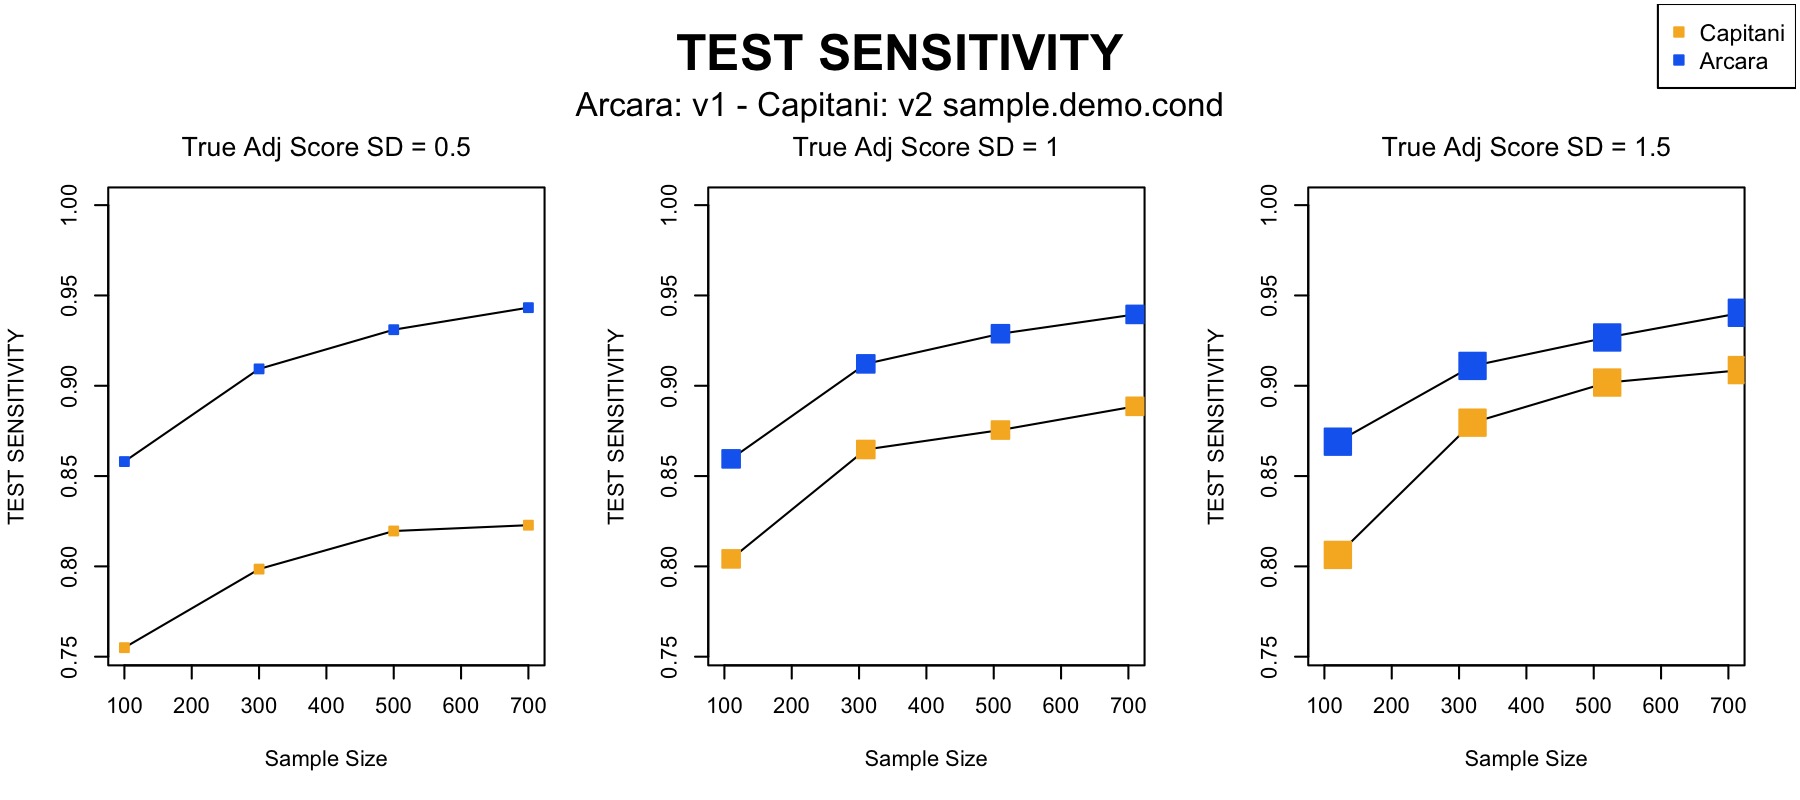 TEST SENSITIVITY
Arcara: v1 - Capitani: v2 sample.demo.cond
Capitani
Arcara
True Adj Score SD = 0.5
TEST SENSITIVITY
1.00
0.95
0.90
0.85
0.80
0.75
100 200 300 400 500 600 700
Sample Size
True Adj Score SD = 1
TEST SENSITIVITY
1.00
0.95
0.90
0.85
0.80
0.75
100 200 300 400 500 600 700
Sample Size
True Adj Score SD = 1.5
TEST SENSITIVITY
1.00
0.95
0.90
0.85
0.80
0.75
100 200 300 400 500 600 700
Sample Size